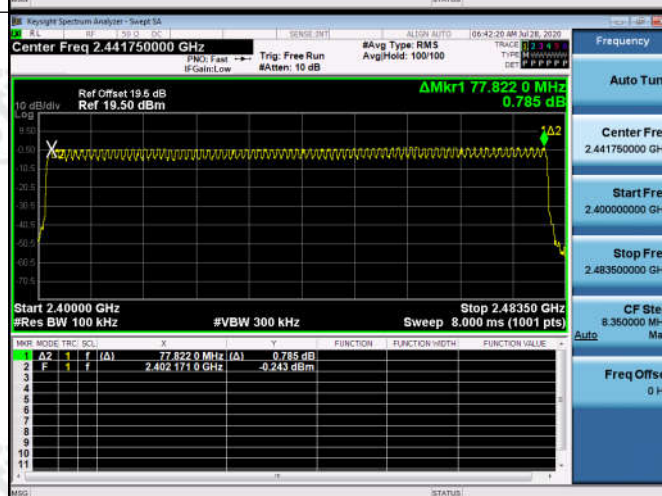 STATUS
Keysight Spectrum Analyzer - Swept SA
RL RF 50 Ω DC SENSE:INT ALIGN AUTO 06:42:20 AM Jul 28, 2020
Center Freq 2.441750000 GHz
PNO: Fast
IFGain:Low
Trig: Free Run
#Atten: 10 dB
#Avg Type: RMS
Avg|Hold: 100/100
TRACE 1 2 3 4 5 6
TYPE M
DET P P P P P P
Frequency
Auto Tun
Center Fre
2.441750000 GH
Start Fre
2.400000000 GH
Stop Fre
2.483500000 GH
CF Ste
8.350000 MH
Auto Ma
Freq Offse
0 H
Ref Offset 19.5 dB
10 dB/div Ref 19.50 dBm
Log
ΔMkr1 77.822 0 MHz
0.785 dB
9.50
-0.50
-10.5
-20.5
-30.5
-40.5
-50.5
-60.5
-70.5
1Δ2
Start 2.40000 GHz
#Res BW 100 kHz
#VBW 300 kHz
Stop 2.48350 GHz
Sweep 8.000 ms (1001 pts)
MKR MODE TRC SCL X Y FUNCTION FUNCTION WIDTH FUNCTION VALUE
1 Δ2 1 f (Δ) 77.822 0 MHz (Δ) 0.785 dB
2 F 1 f 2.402 171 0 GHz -0.243 dBm
3
4
5
6
7
8
9
10
11
MSG STATUS